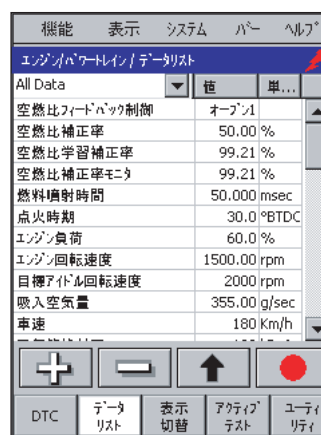 機能 表示 システム バー ヘルプ
エンジン/パワートレイン / データリスト
All Data 値 単...
空燃比フィードバック制御 オープン1
空燃比補正率 50.00 %
空燃比学習補正率 99.21 %
空燃比補正率モニタ 99.21 %
燃料噴射時間 50.000 msec
点火時期 30.0 °BTDC
エンジン負荷 60.0 %
エンジン回転速度 1500.00 rpm
目標アイドル回転速度 2000 rpm
吸入空気量 355.00 g/sec
車速 180 Km/h
DTC データリスト 表示切替 アクティブテスト ユーティリティ